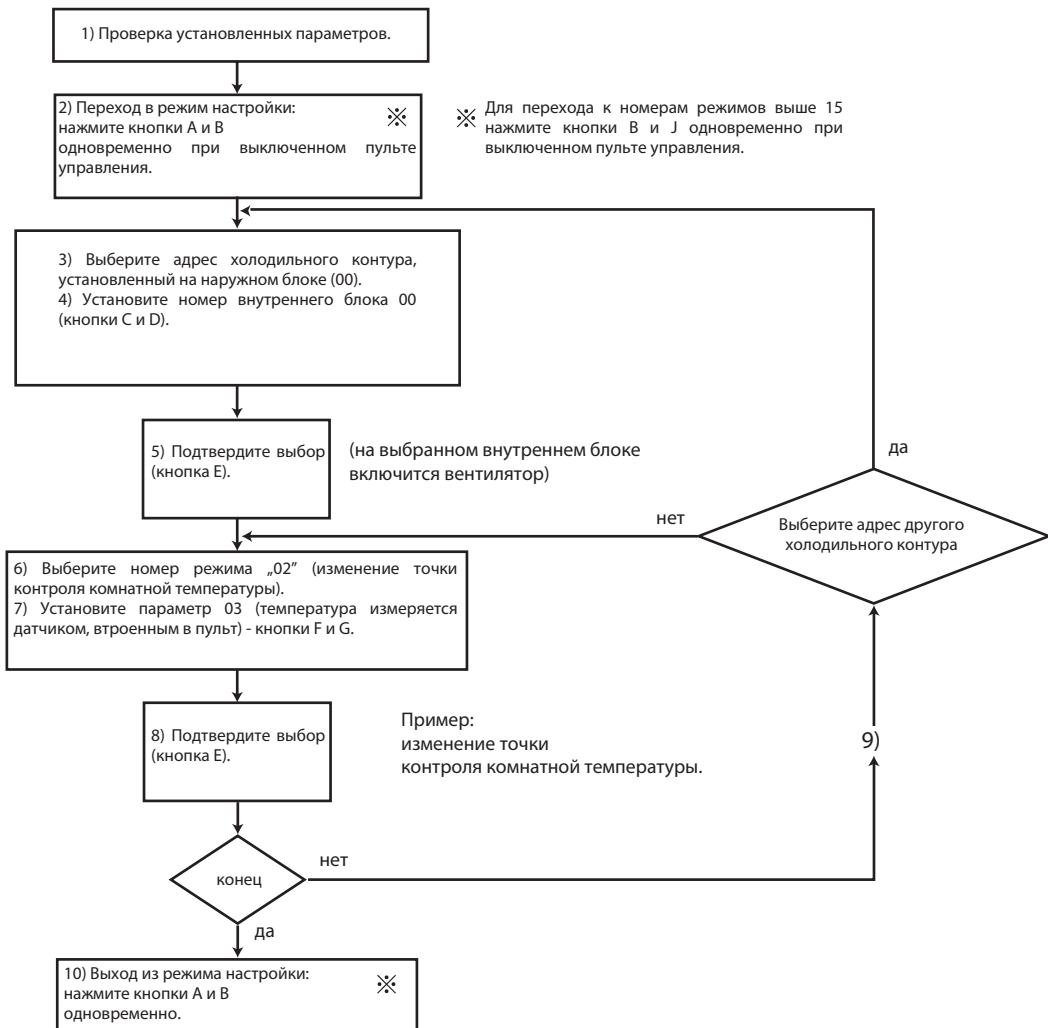 1) Проверка установленных параметров.
2) Переход в режим настройки: ※
нажмите кнопки A и B
одновременно при выключенном пульте
управления.
※ Для перехода к номерам режимов выше 15
нажмите кнопки B и J одновременно при
выключенном пульте управления.
3) Выберите адрес холодильного контура,
установленный на наружном блоке (00).
4) Установите номер внутреннего блока 00
(кнопки C и D).
5) Подтвердите выбор
(кнопка E).
(на выбранном внутреннем блоке
включится вентилятор)
да
нет
Выберите адрес другого
холодильного контура
6) Выберите номер режима „02” (изменение точки
контроля комнатной температуры).
7) Установите параметр 03 (температура измеряется
датчиком, втроенным в пульт) - кнопки F и G.
8) Подтвердите выбор
(кнопка E).
Пример:
изменение точки
контроля комнатной температуры.
9)
конец
нет
да
10) Выход из режима настройки:
нажмите кнопки A и B ※
одновременно.